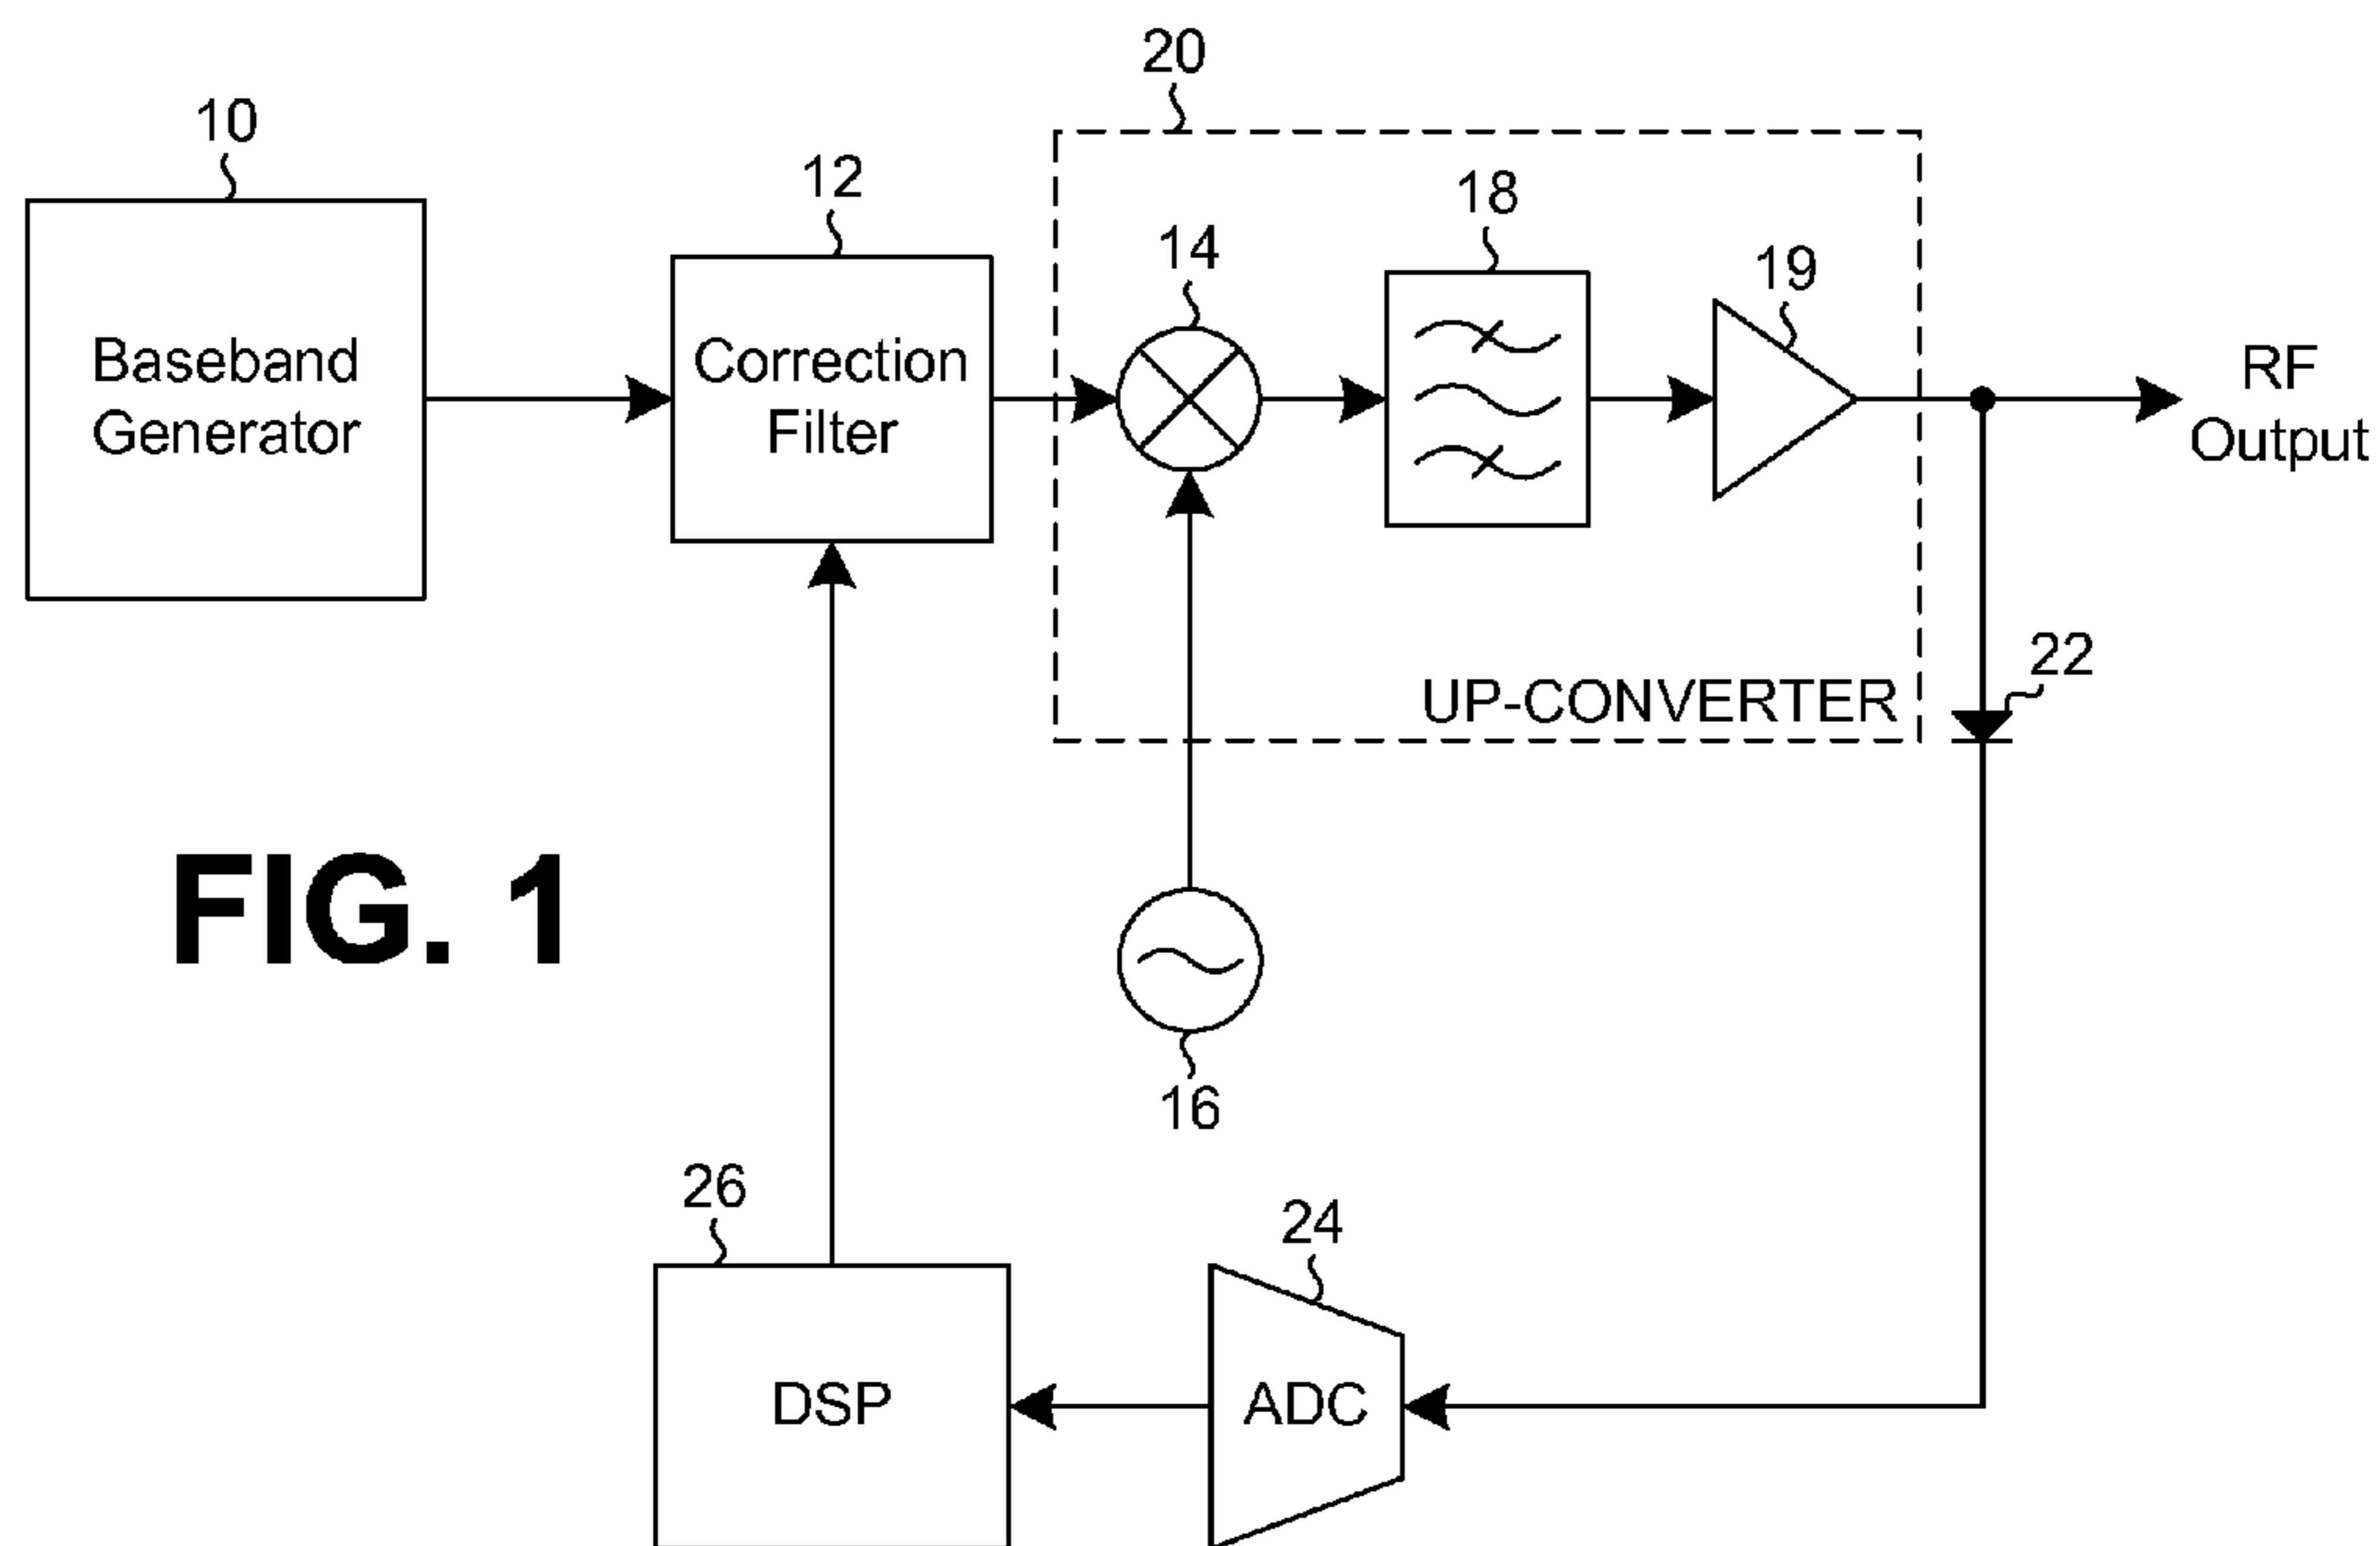 20
10
12
18
14
19
Baseband
Generator
Correction
Filter
RF
Output
22
UP-CONVERTER
FIG. 1
16
26
24
DSP
ADC